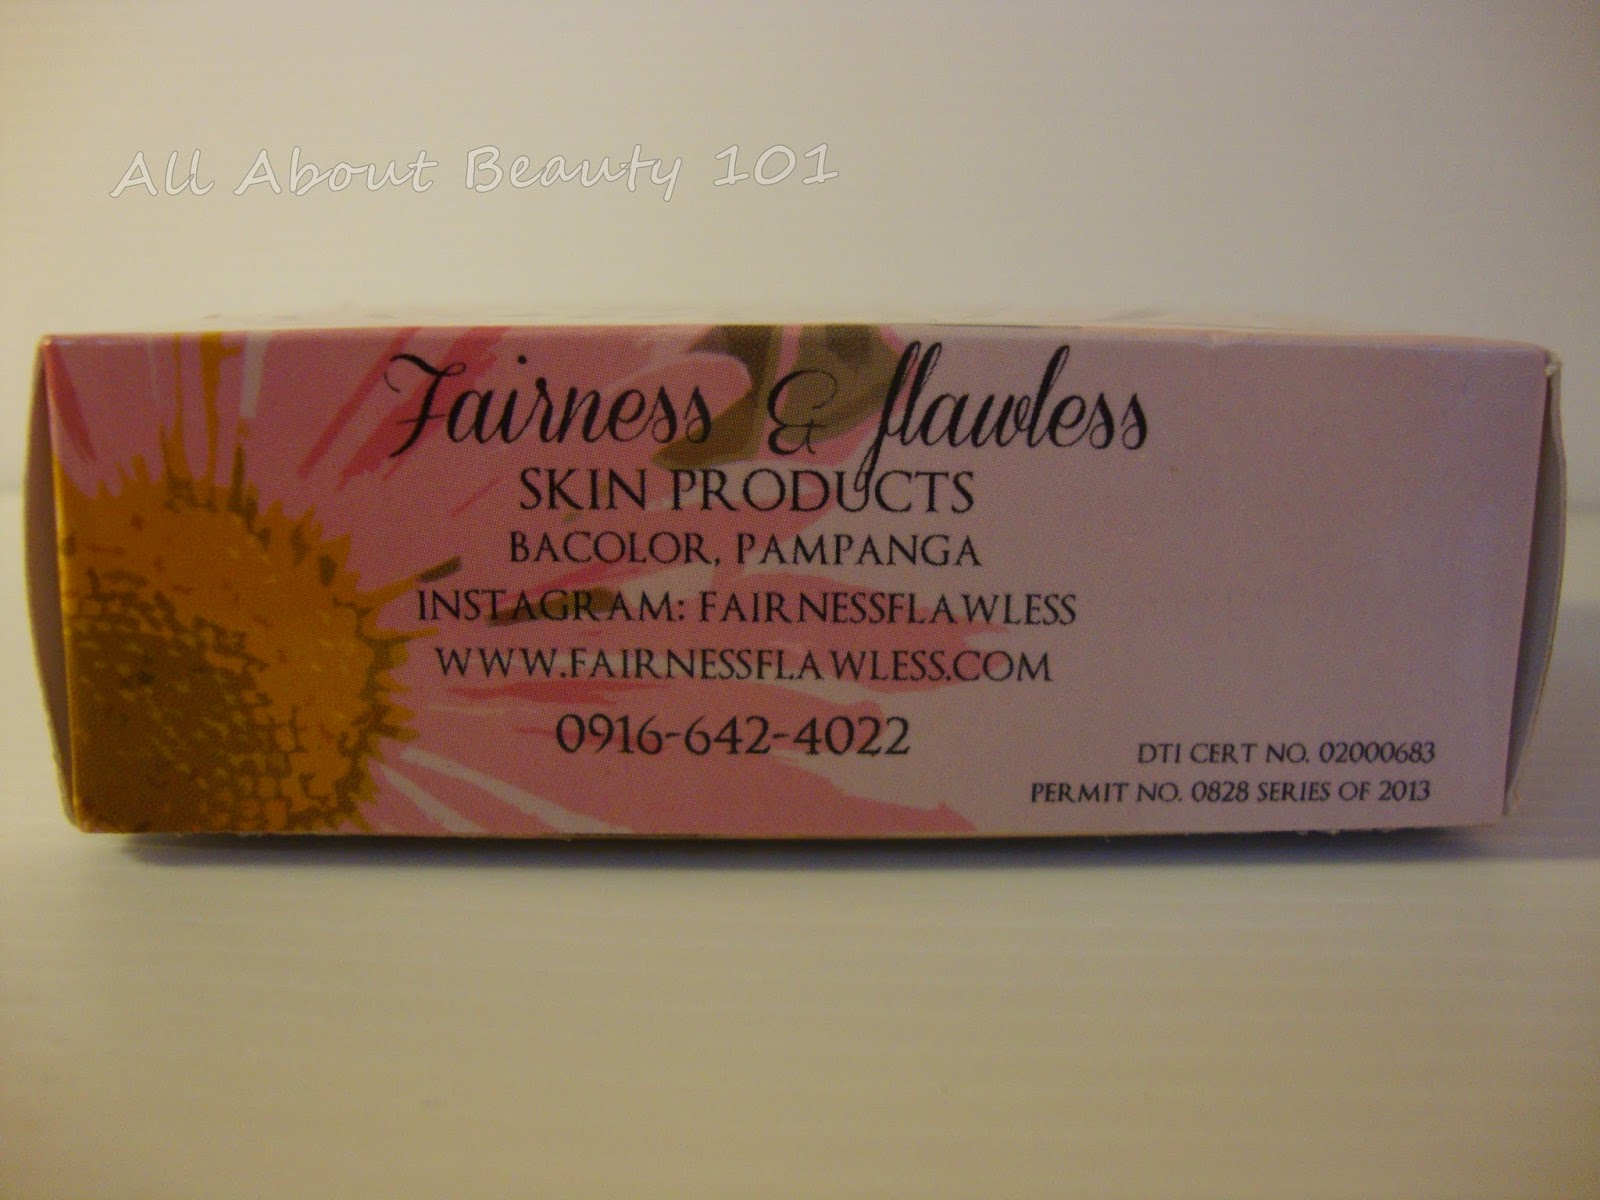 All About Beauty 101
Fairness & flawless
SKIN PRODUCTS
BACOLOR, PAMPANGA
INSTAGRAM: FAIRNESSFLAWLESS
WWW.FAIRNESSFLAWLESS.COM
0916-642-4022
DTI CERT NO. 02000683
PERMIT NO. 0828 SERIES OF 2013